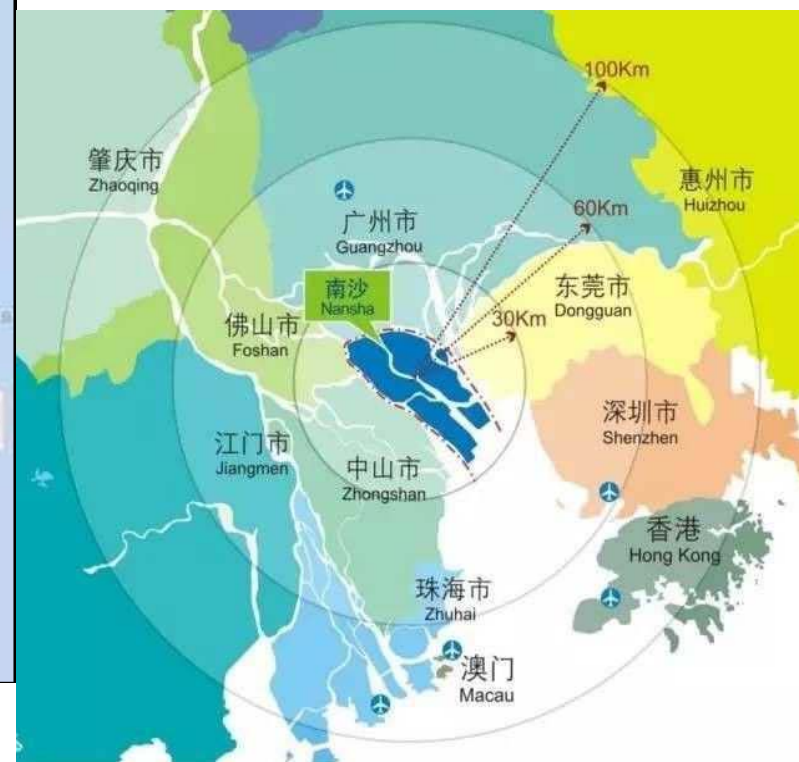 100Km
肇庆市
Zhaoqing
惠州市
Huizhou
60Km
广州市
Guangzhou
南沙
Nansha
东莞市
Dongguan
30Km
佛山市
Foshan
深圳市
Shenzhen
江门市
Jiangmen
中山市
Zhongshan
香港
Hong Kong
珠海市
Zhuhai
澳门
Macau